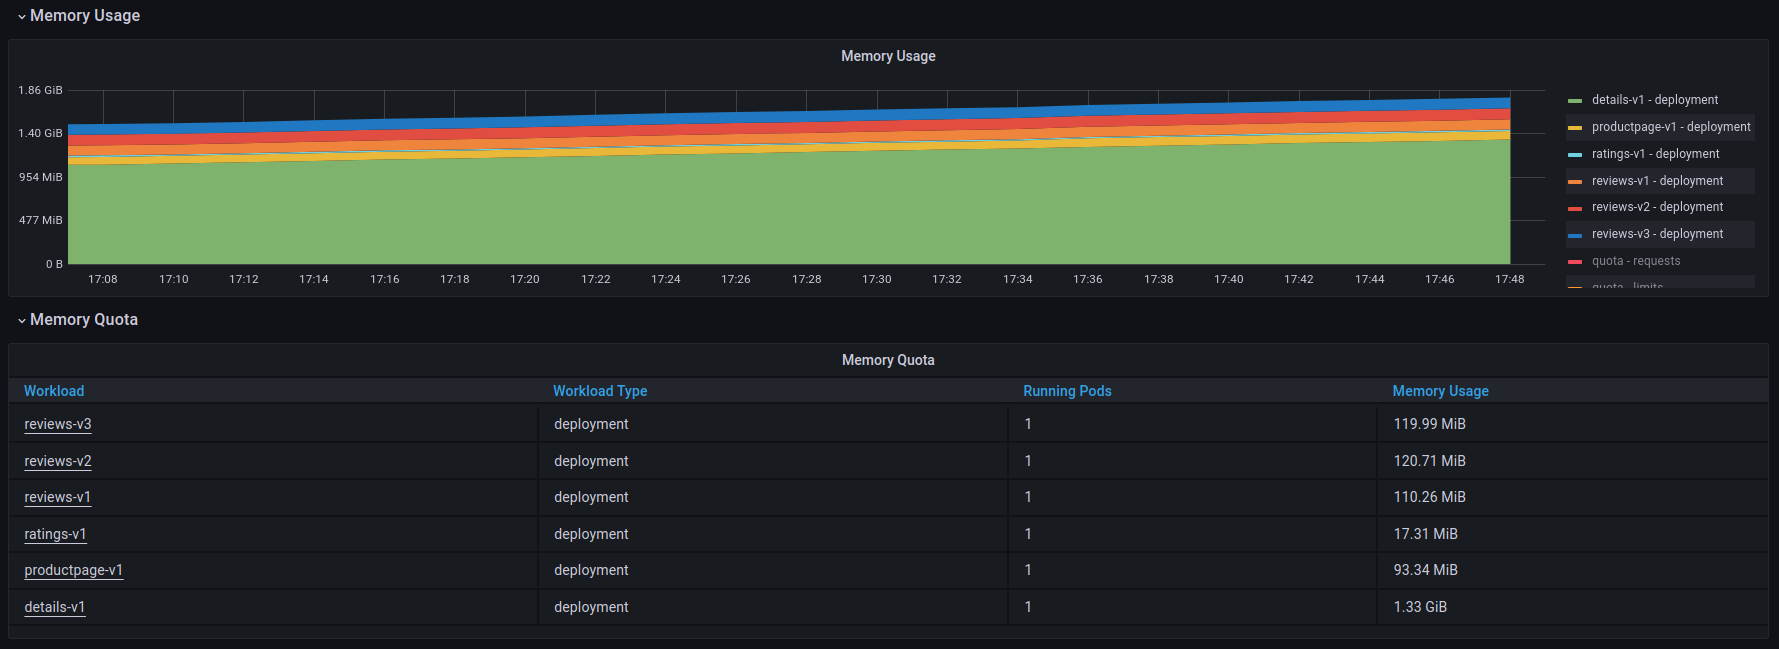 Memory Usage
Memory Usage
1.86 GiB
1.40 GiB
954 MiB
477 MiB
0 B
17:08 17:10 17:12 17:14 17:16 17:18 17:20 17:22 17:24 17:26 17:28 17:30 17:32 17:34 17:36 17:38 17:40 17:42 17:44 17:46 17:48
details-v1 - deployment
productpage-v1 - deployment
ratings-v1 - deployment
reviews-v1 - deployment
reviews-v2 - deployment
reviews-v3 - deployment
quota - requests
quota - limits
Memory Quota
Memory Quota
Workload Workload Type Running Pods Memory Usage
reviews-v3 deployment 1 119.99 MiB
reviews-v2 deployment 1 120.71 MiB
reviews-v1 deployment 1 110.26 MiB
ratings-v1 deployment 1 17.31 MiB
productpage-v1 deployment 1 93.34 MiB
details-v1 deployment 1 1.33 GiB